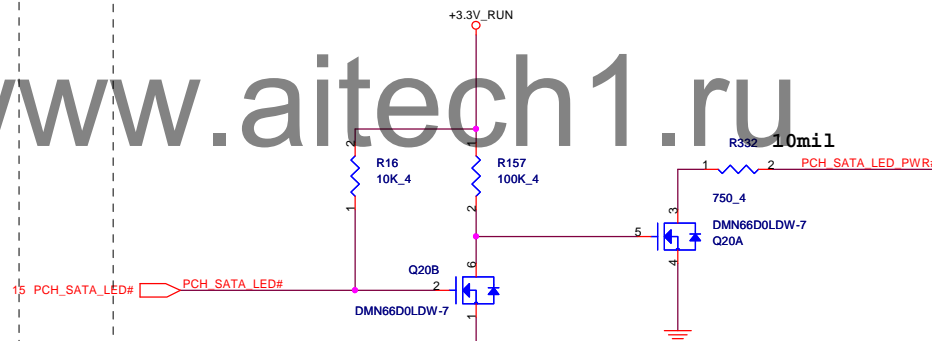 +3.3V_RUN
www.aitech1.ru
R332 10mil
1 2 PCH_SATA_LED_PWR#
2 1
R16 R157
10K_4 100K_4
1 2
750_4
3
DMN66D0LDW-7
5 Q20A
4
6
Q20B
15 PCH_SATA_LED# PCH_SATA_LED# 2
DMN66D0LDW-7
1